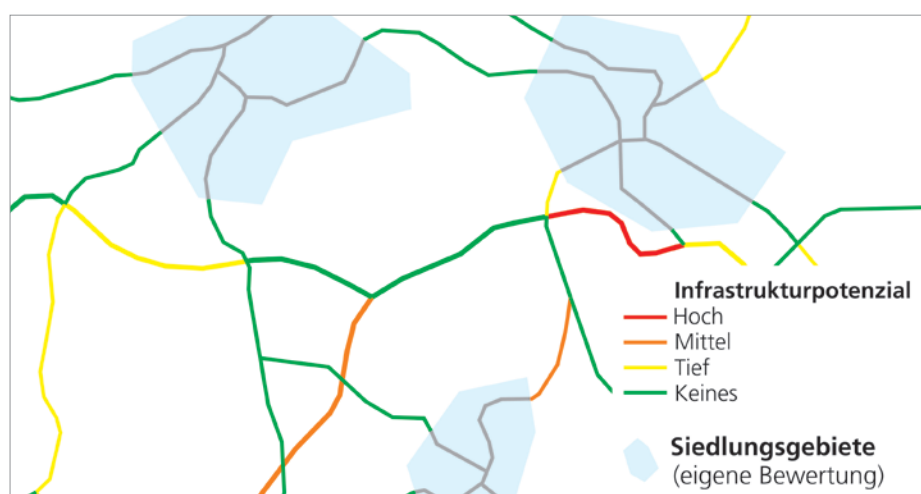 Infrastrukturpotenzial
Hoch
Mittel
Tief
Keines
Siedlungsgebiete
(eigene Bewertung)